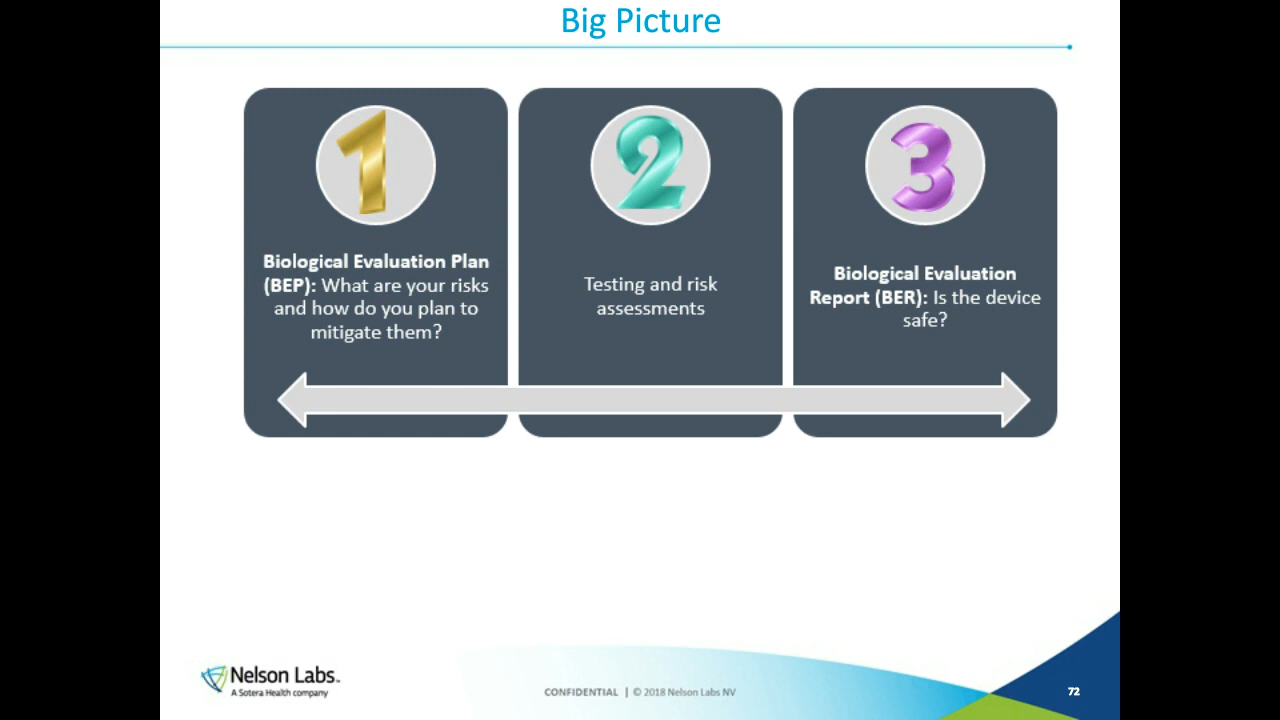 Big Picture
1
Biological Evaluation Plan
(BEP): What are your risks
and how do you plan to
mitigate them?
2
Testing and risk
assessments
3
Biological Evaluation
Report (BER): Is the device
safe?
Nelson Labs™
A Sotera Health company
CONFIDENTIAL | © 2018 Nelson Labs NV
72